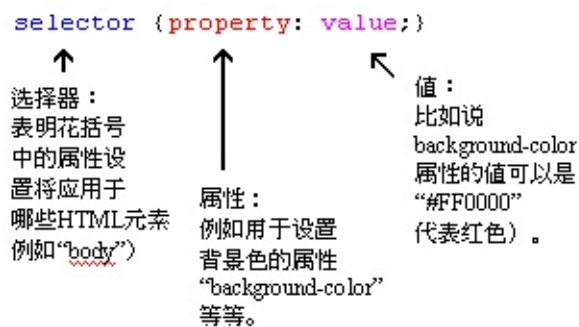 selector {property: value;}
选择器：
表明花括号
中的属性设
置将应用于
哪些HTML元素
例如“body”）
属性：
例如用于设置
背景色的属性
“background-color”
等等。
值：
比如说
background-color
属性的值可以是
“#FF0000”
代表红色）。